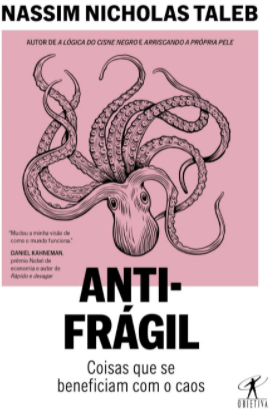 NASSIM NICHOLAS TALEB
AUTOR DE A LÓGICA DO CISNE NEGRO E ARRISCANDO A PRÓPRIA PELE
"Mudou a minha visão de
como o mundo funciona."
DANIEL KAHNEMAN,
prêmio Nobel de
economia e autor de
Rápido e devagar
ANTI-
FRÁGIL
Coisas que se
beneficiam com o caos
OBJETIVA